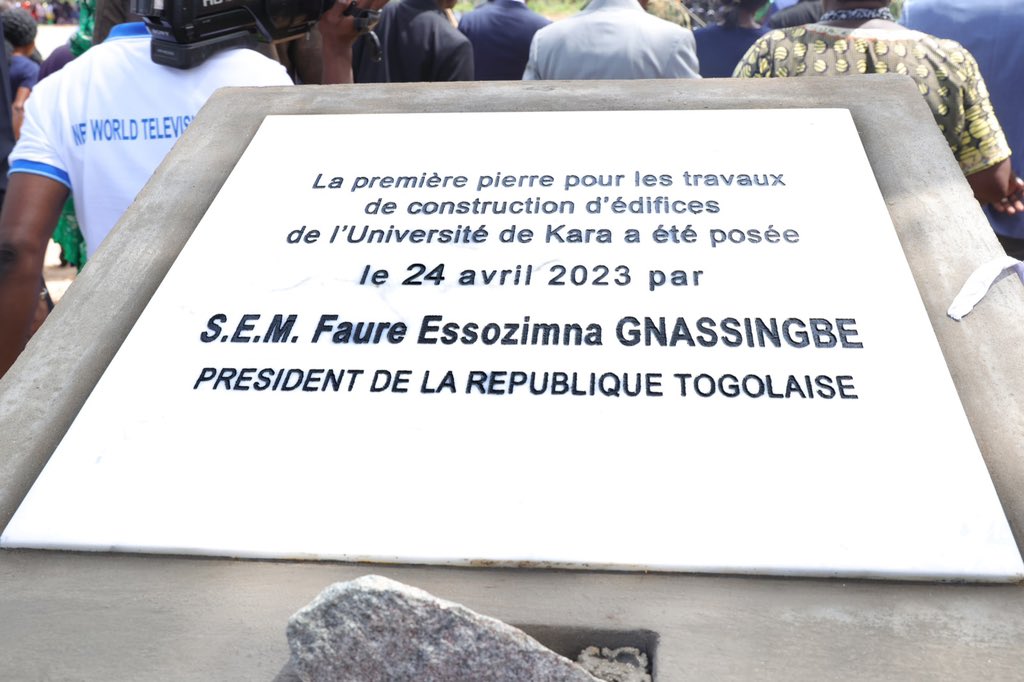 WORLD
La première pierre pour les travaux
de construction d'édifices
de l'Université de Kara a été posée
le 24 avril 2023 par
S.E.M. Faure Essozimna GNASSINGBE
PRESIDENT DE LA REPUBLIQUE TOGOLAISE